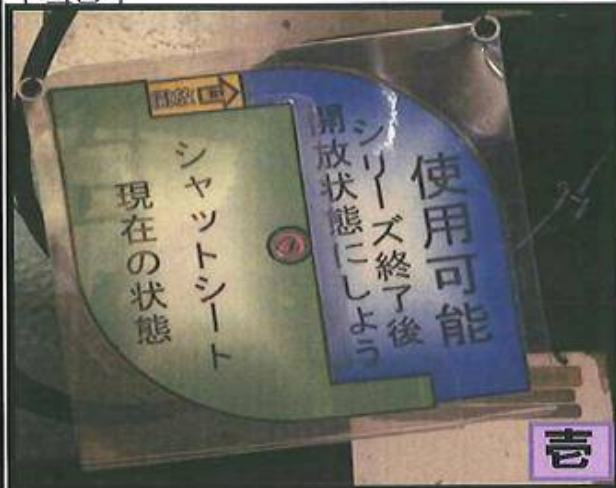 使用可能
シリーズ終了後
開放状態にしよう
シャットシート
現在の状態
壱